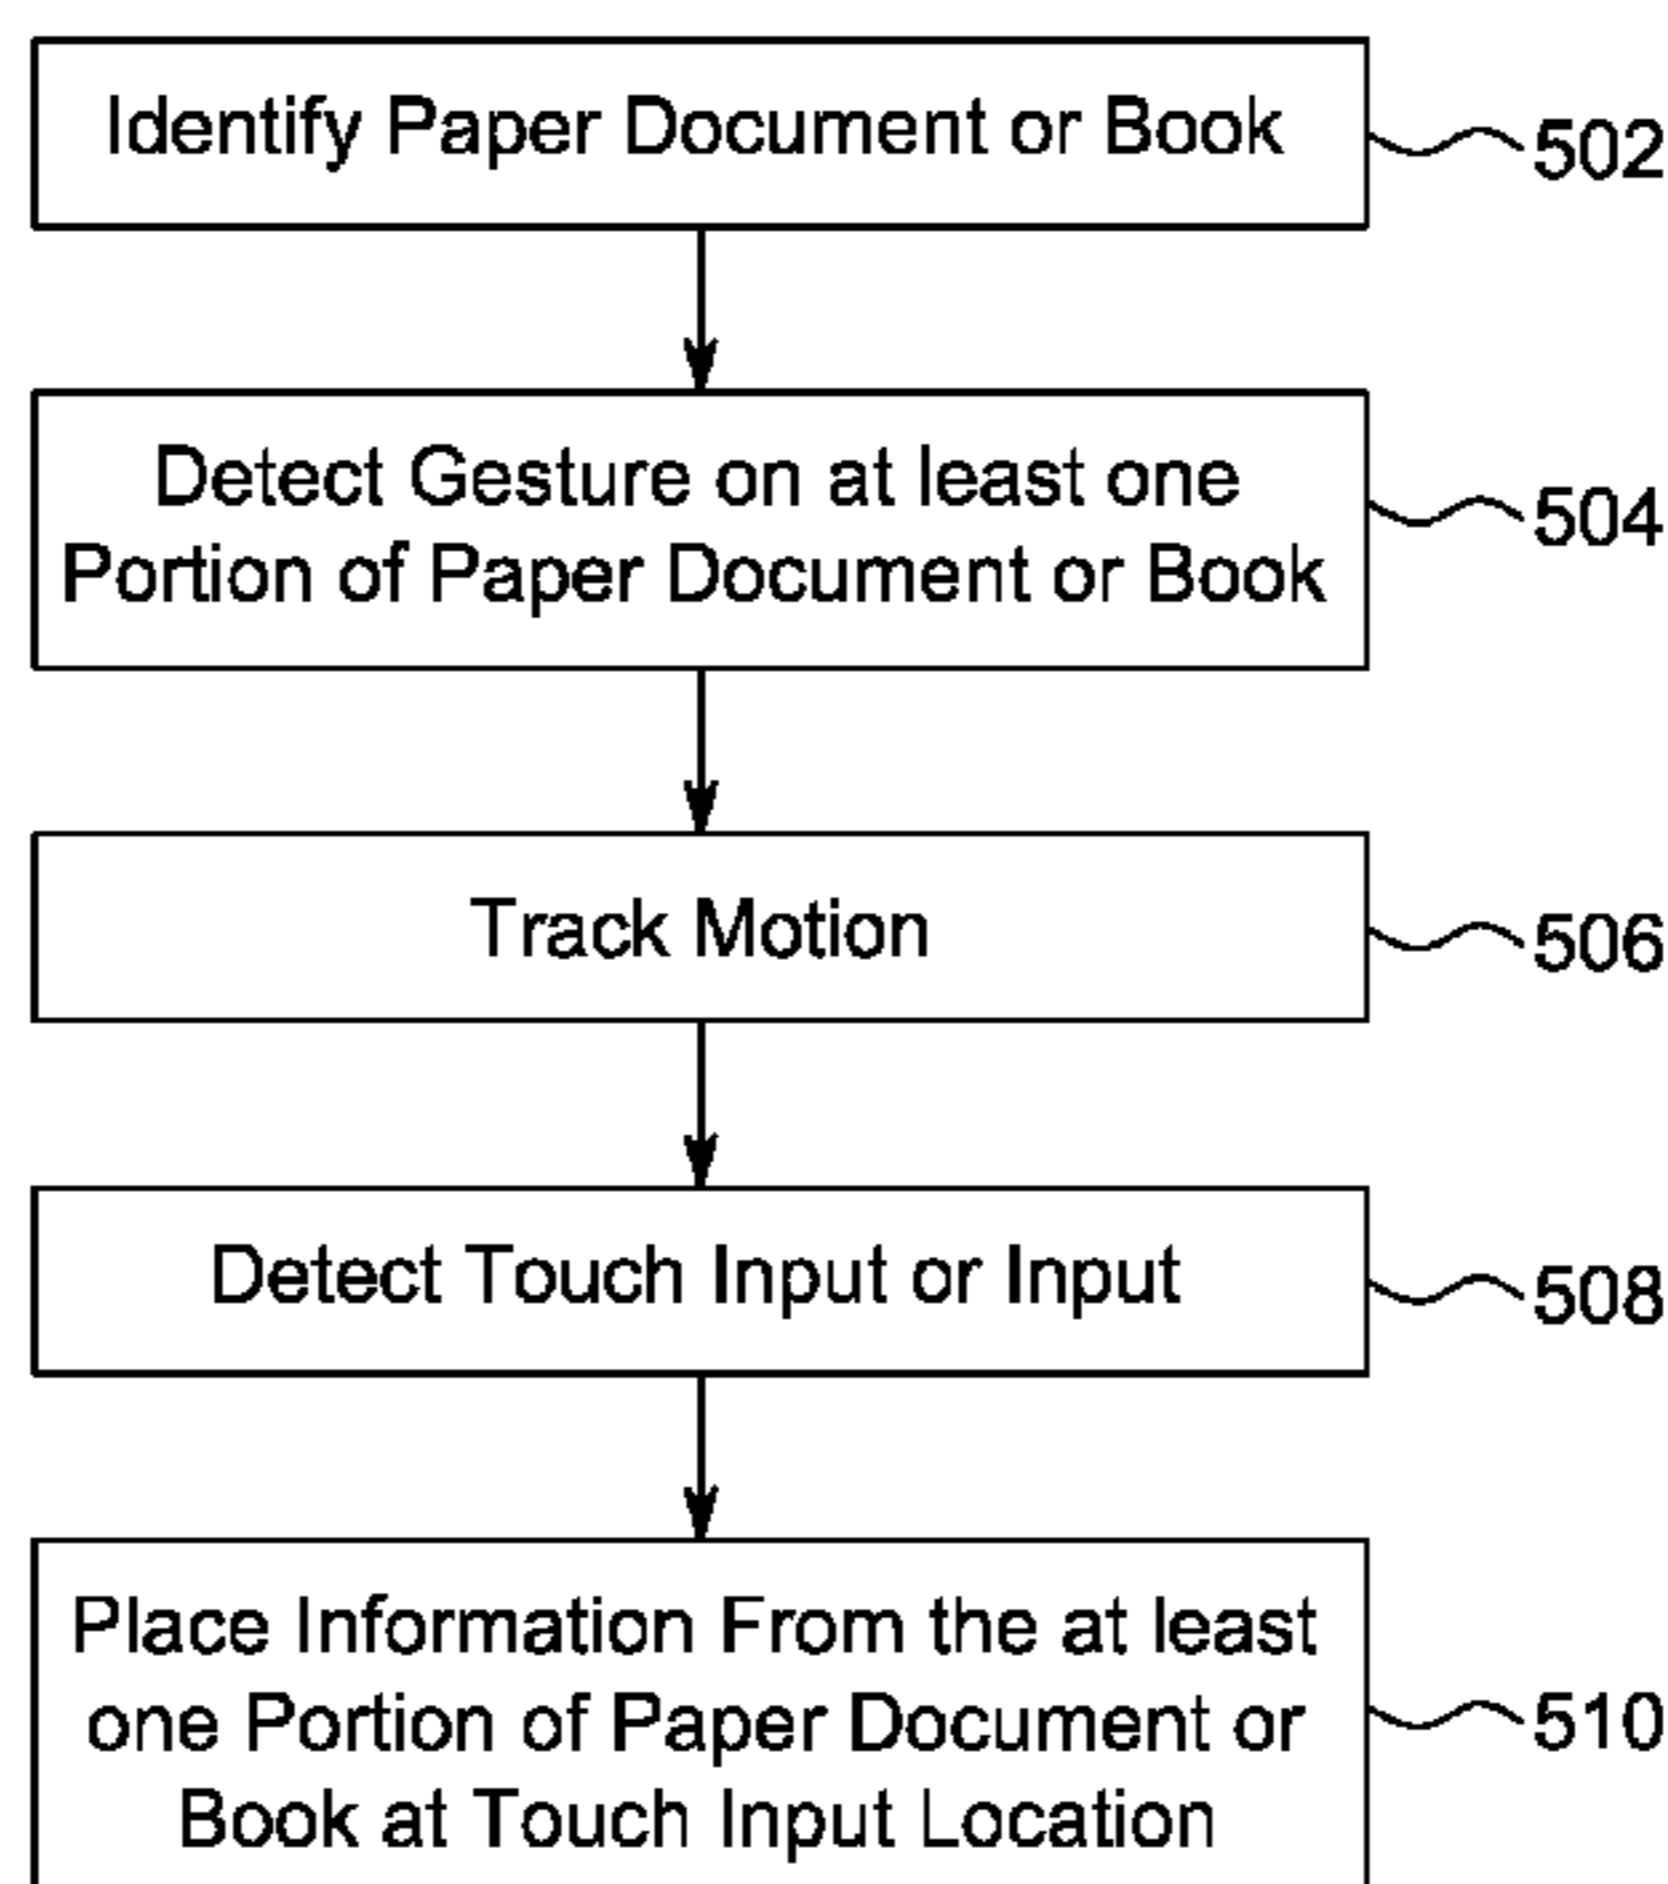 Identify Paper Document or Book
502
Detect Gesture on at least one
Portion of Paper Document or Book
504
Track Motion
506
Detect Touch Input or Input
508
Place Information From the at least
one Portion of Paper Document or
Book at Touch Input Location
510